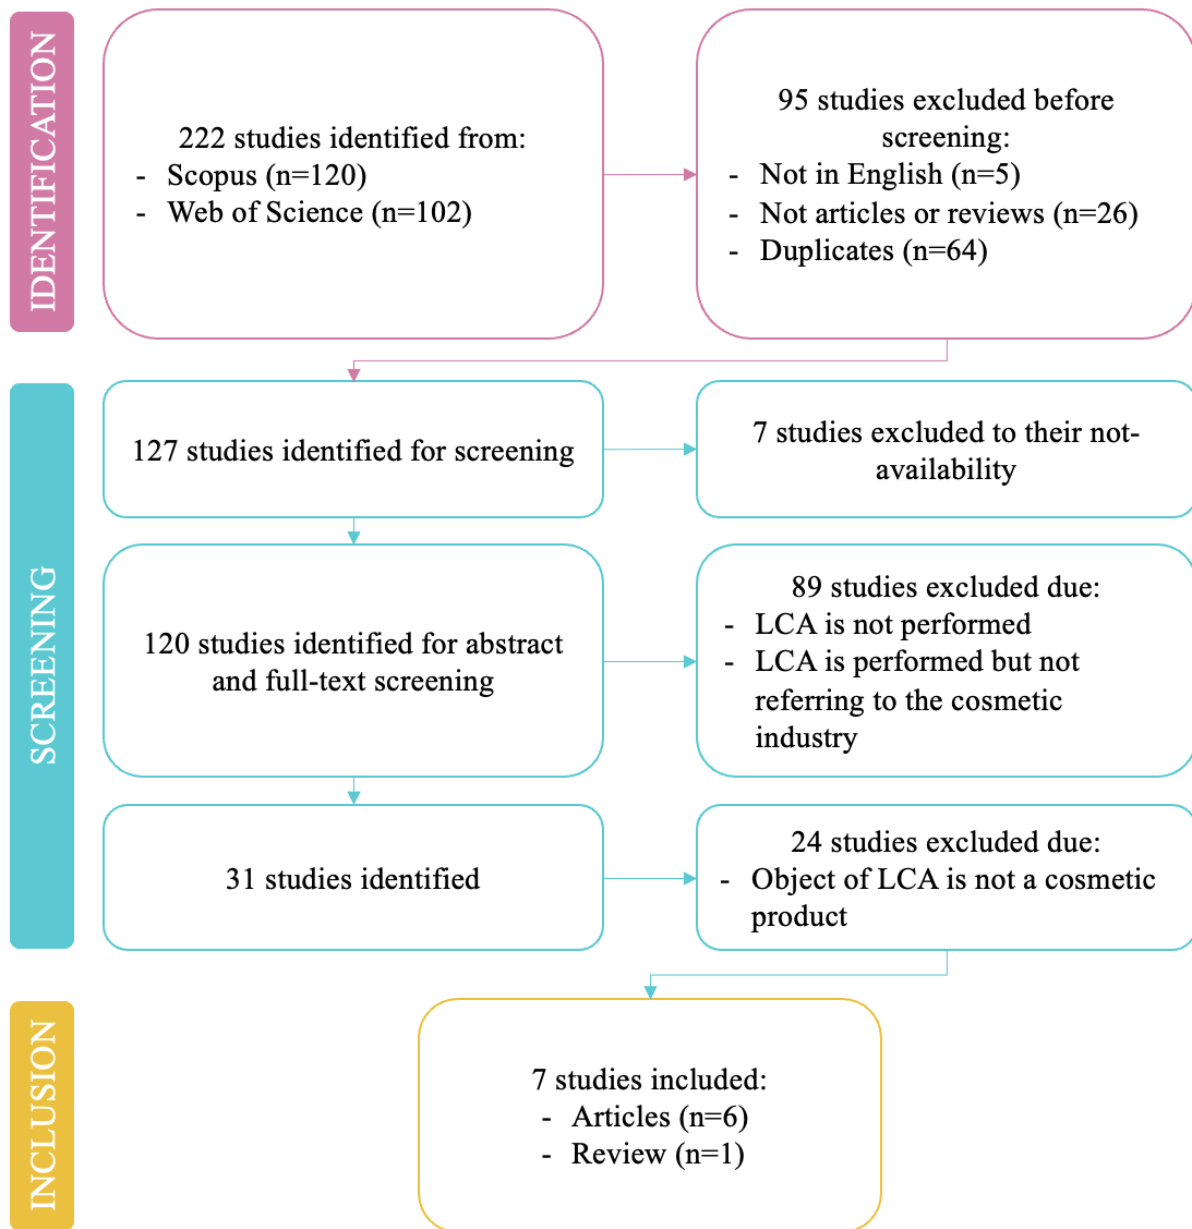 IDENTIFICATION
222 studies identified from:
- Scopus (n=120)
- Web of Science (n=102)
95 studies excluded before
screening:
- Not in English (n=5)
- Not articles or reviews (n=26)
- Duplicates (n=64)
SCREENING
127 studies identified for screening
7 studies excluded to their not-
availability
120 studies identified for abstract
and full-text screening
89 studies excluded due:
- LCA is not performed
- LCA is performed but not
referring to the cosmetic
industry
31 studies identified
24 studies excluded due:
- Object of LCA is not a cosmetic
product
INCLUSION
7 studies included:
- Articles (n=6)
- Review (n=1)